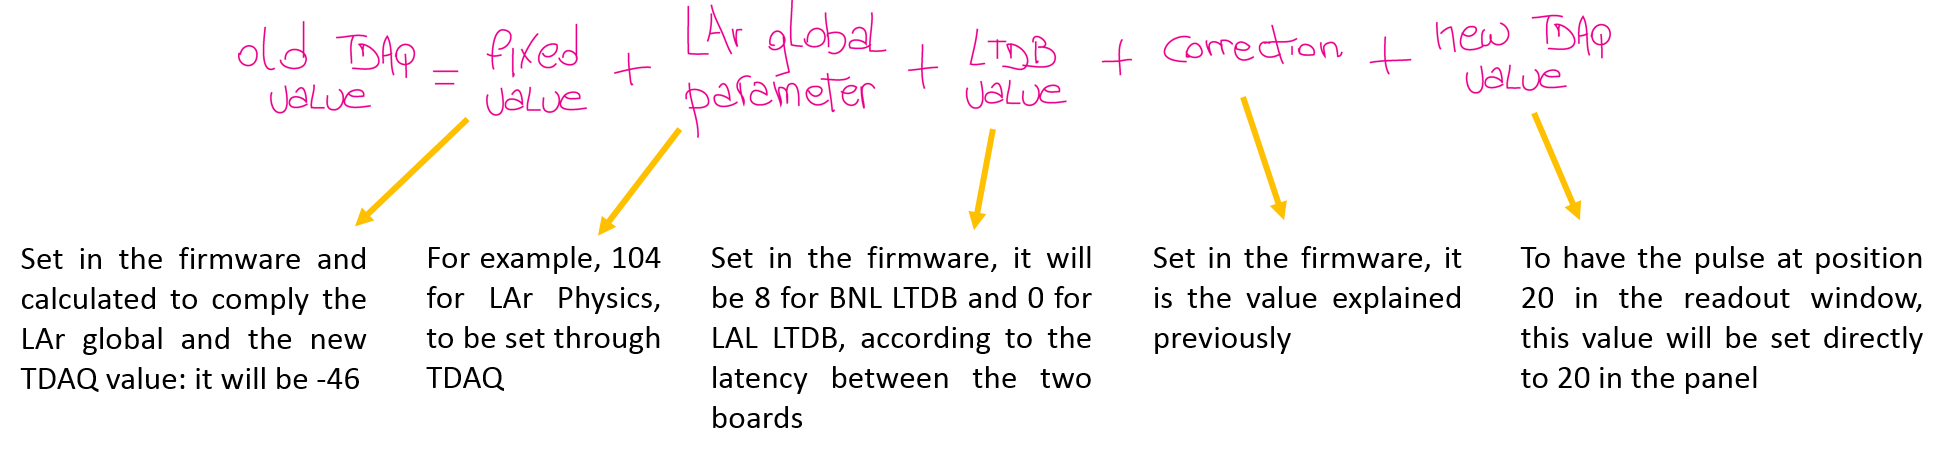 old TDAQ value = fixed value + LAr global parameter + LTDB value + correction + new TDAQ value
Set in the firmware and
calculated to comply the
LAr global and the new
TDAQ value: it will be -46
For example, 104
for LAr Physics,
to be set through
TDAQ
Set in the firmware, it will
be 8 for BNL LTDB and 0 for
LAL LTDB, according to the
latency between the two
boards
Set in the firmware, it
is the value explained
previously
To have the pulse at position
20 in the readout window,
this value will be set directly
to 20 in the panel